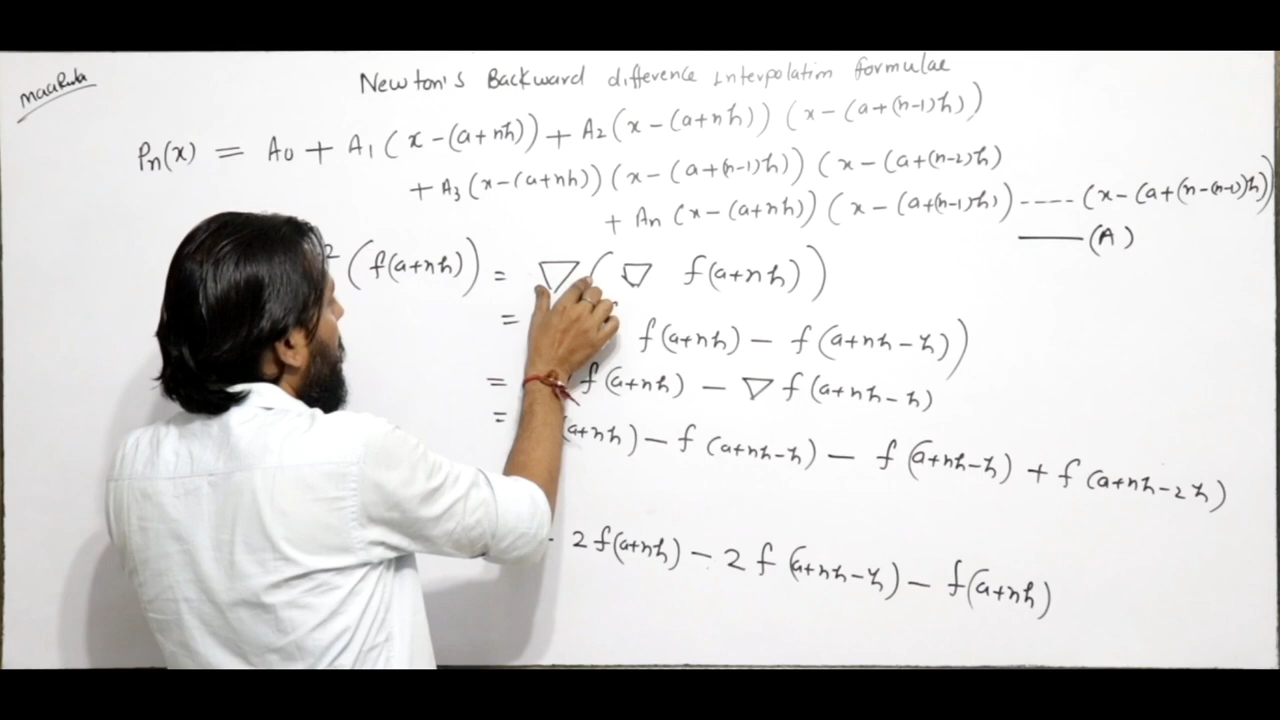 maaRula
Newton's Backward difference Interpolation formulae
Pn(x) = A0 + A1 (x - (a+nh)) + A2 (x - (a+nh)) (x - (a+(n-1)h))
+ A3 (x-(a+nh)) (x - (a+(n-1)h)) (x - (a+(n-2)h)
+ An (x-(a+nh)) (x - (a+(n-1)h) ---- (x - (a+(n-(n-1)h))
—— (A)
2 (f(a+nh)) = ▽ ( ▽ f(a+nh))
= f(a+nh) - f(a+nh-h))
= f(a+nh) - ▽ f(a+nh-h)
= (a+nh) - f(a+nh-h) - f(a+nh-h) + f(a+nh-2h)
- 2f(a+nh) - 2f(a+nh-h) - f(a+nh)